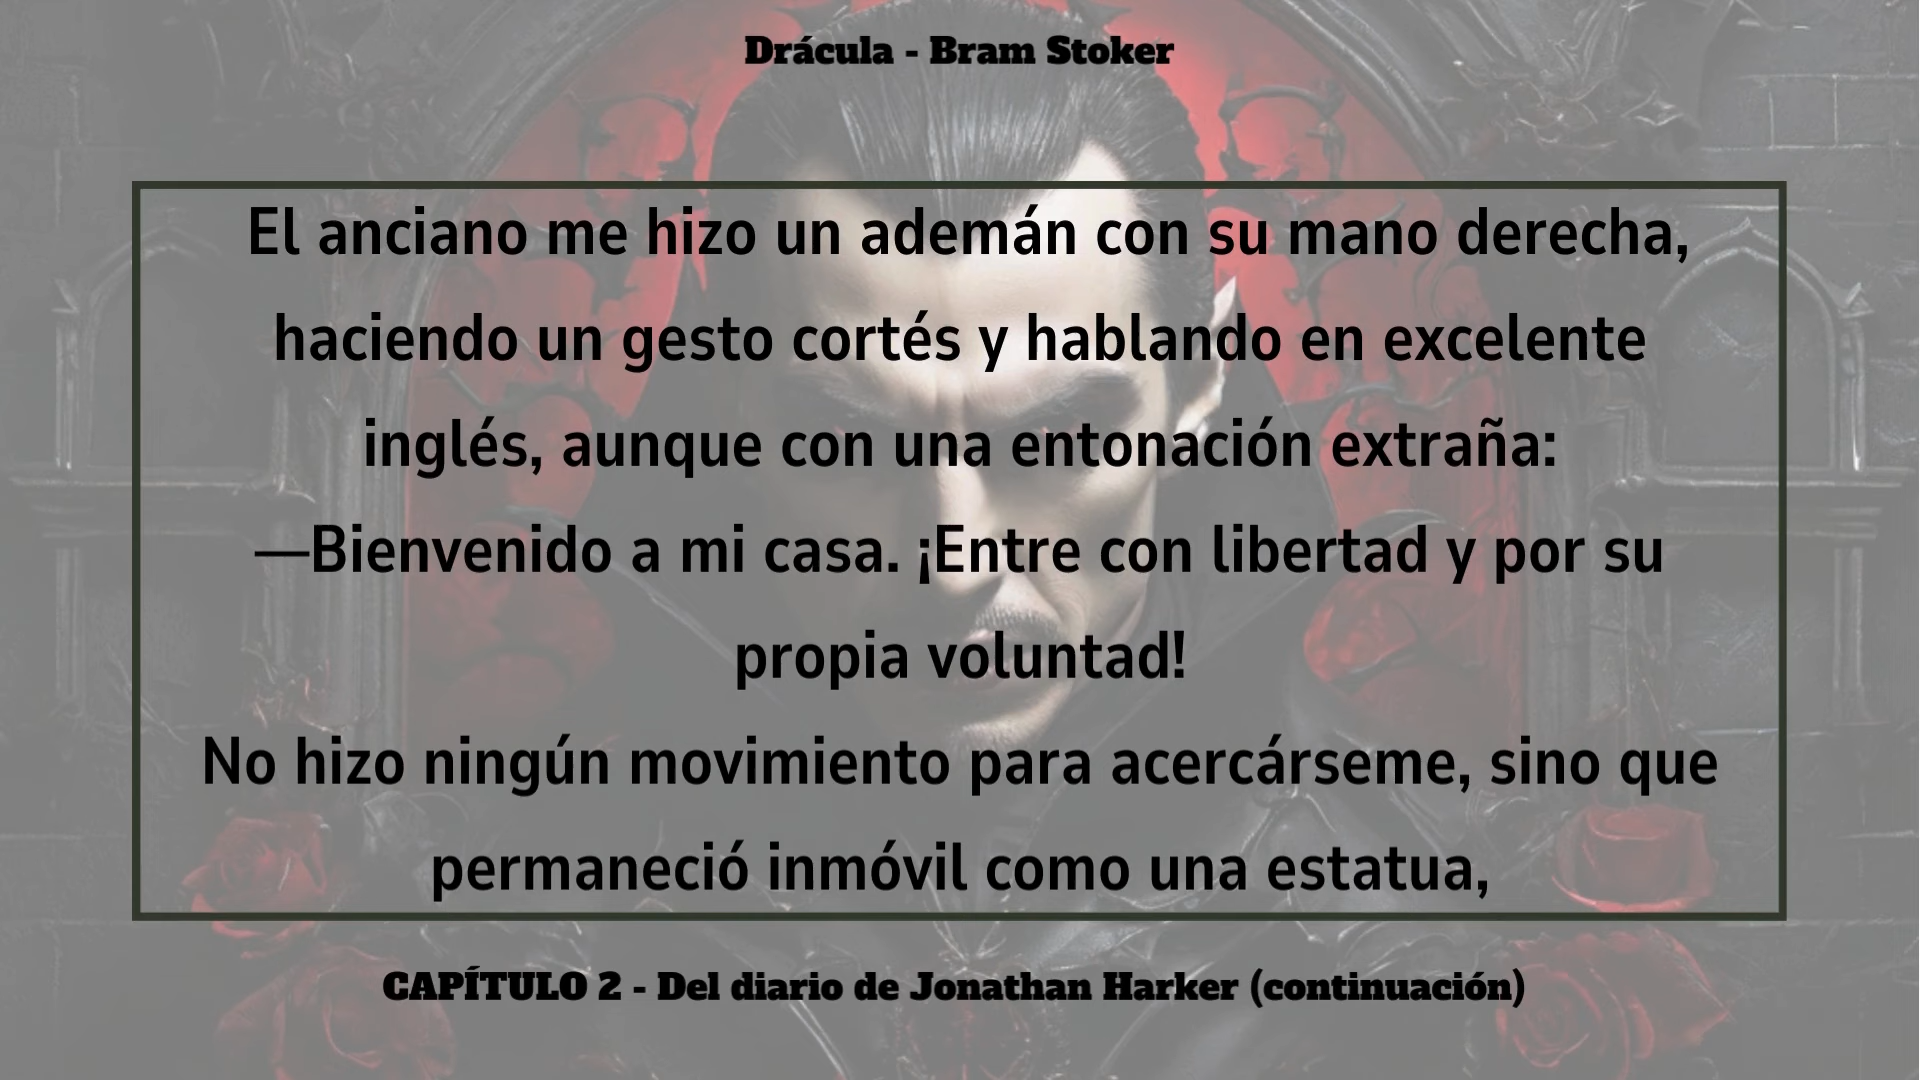 Drácula - Bram Stoker
El anciano me hizo un ademán con su mano derecha,
haciendo un gesto cortés y hablando en excelente
inglés, aunque con una entonación extraña:
—Bienvenido a mi casa. ¡Entre con libertad y por su
propia voluntad!
No hizo ningún movimiento para acercárseme, sino que
permaneció inmóvil como una estatua,
CAPÍTULO 2 - Del diario de Jonathan Harker (continuación)